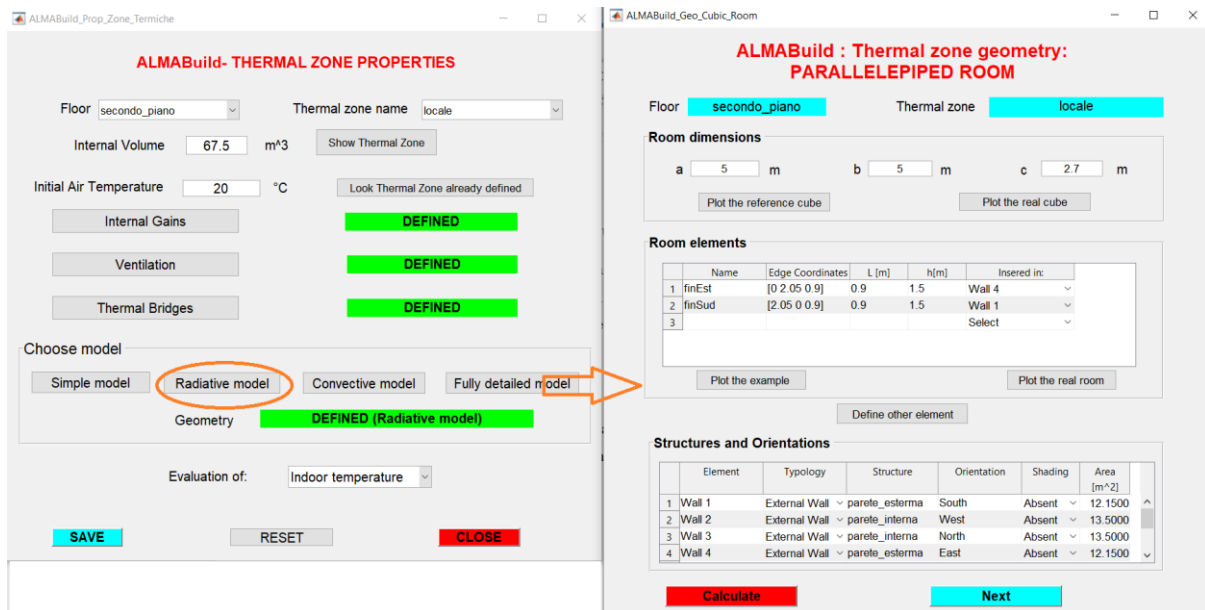 ALMABuild_Prop_Zone_Termiche
ALMABuild- THERMAL ZONE PROPERTIES
Floor secondo_piano Thermal zone name locale
Internal Volume 67.5 m^3 Show Thermal Zone
Initial Air Temperature 20 °C Look Thermal Zone already defined
Internal Gains DEFINED
Ventilation DEFINED
Thermal Bridges DEFINED
Choose model
Simple model Radiative model Convective model Fully detailed model
Geometry DEFINED (Radiative model)
Evaluation of: Indoor temperature
SAVE RESET CLOSE
ALMABuild_Geo_Cubic_Room
ALMABuild : Thermal zone geometry:
PARALLELEPIPED ROOM
Floor secondo_piano Thermal zone locale
Room dimensions
a 5 m b 5 m c 2.7 m
Plot the reference cube Plot the real cube
Room elements
Name Edge Coordinates L [m] h[m] Insered in:
1 finEst [0 2.05 0.9] 0.9 1.5 Wall 4
2 finSud [2.05 0 0.9] 0.9 1.5 Wall 1
3 Select
Plot the example Plot the real room
Define other element
Structures and Orientations
Element Typology Structure Orientation Shading Area
[m^2]
1 Wall 1 External Wall parete_esterma South Absent 12.1500
2 Wall 2 External Wall parete_interna West Absent 13.5000
3 Wall 3 External Wall parete_interna North Absent 13.5000
4 Wall 4 External Wall parete_esterma East Absent 12.1500
Calculate Next